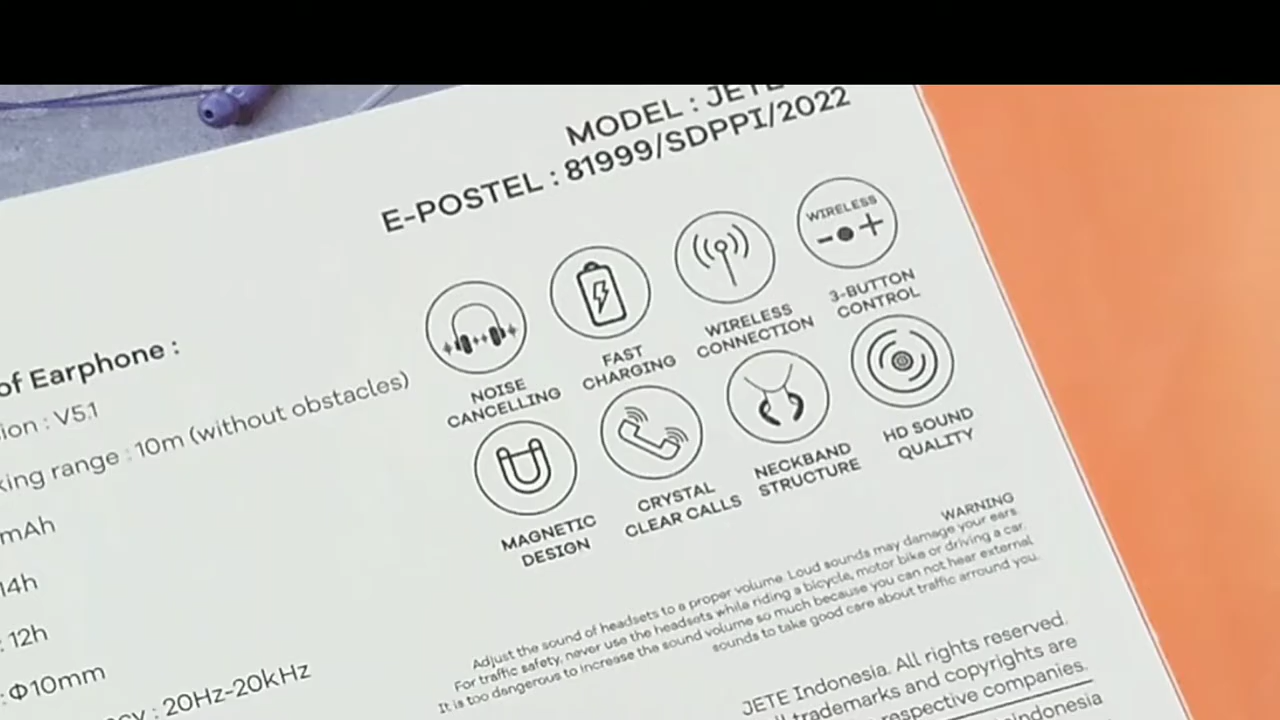 MODEL : JETE
E-POSTEL : 81999/SDPPI/2022
WIRELESS
NOISE
CANCELLING
FAST
CHARGING
WIRELESS
CONNECTION
3-BUTTON
CONTROL
MAGNETIC
DESIGN
CRYSTAL
CLEAR CALLS
NECKBAND
STRUCTURE
HD SOUND
QUALITY
of Earphone :
: V5.1
range : 10m (without obstacles)
mAh
14h
: 12h
: Φ10mm
: 20Hz-20kHz
WARNING
Adjust the sound of headsets to a proper volume. Loud sounds may damage your ears.
For traffic safety, never use the headsets while riding a bicycle, motor bike or driving a car.
It is too dangerous to increase the sound volume so much because you can not hear external
sounds to take good care about traffic arround you.
JETE Indonesia. All rights reserved.
trademarks and copyrights are
respective companies.